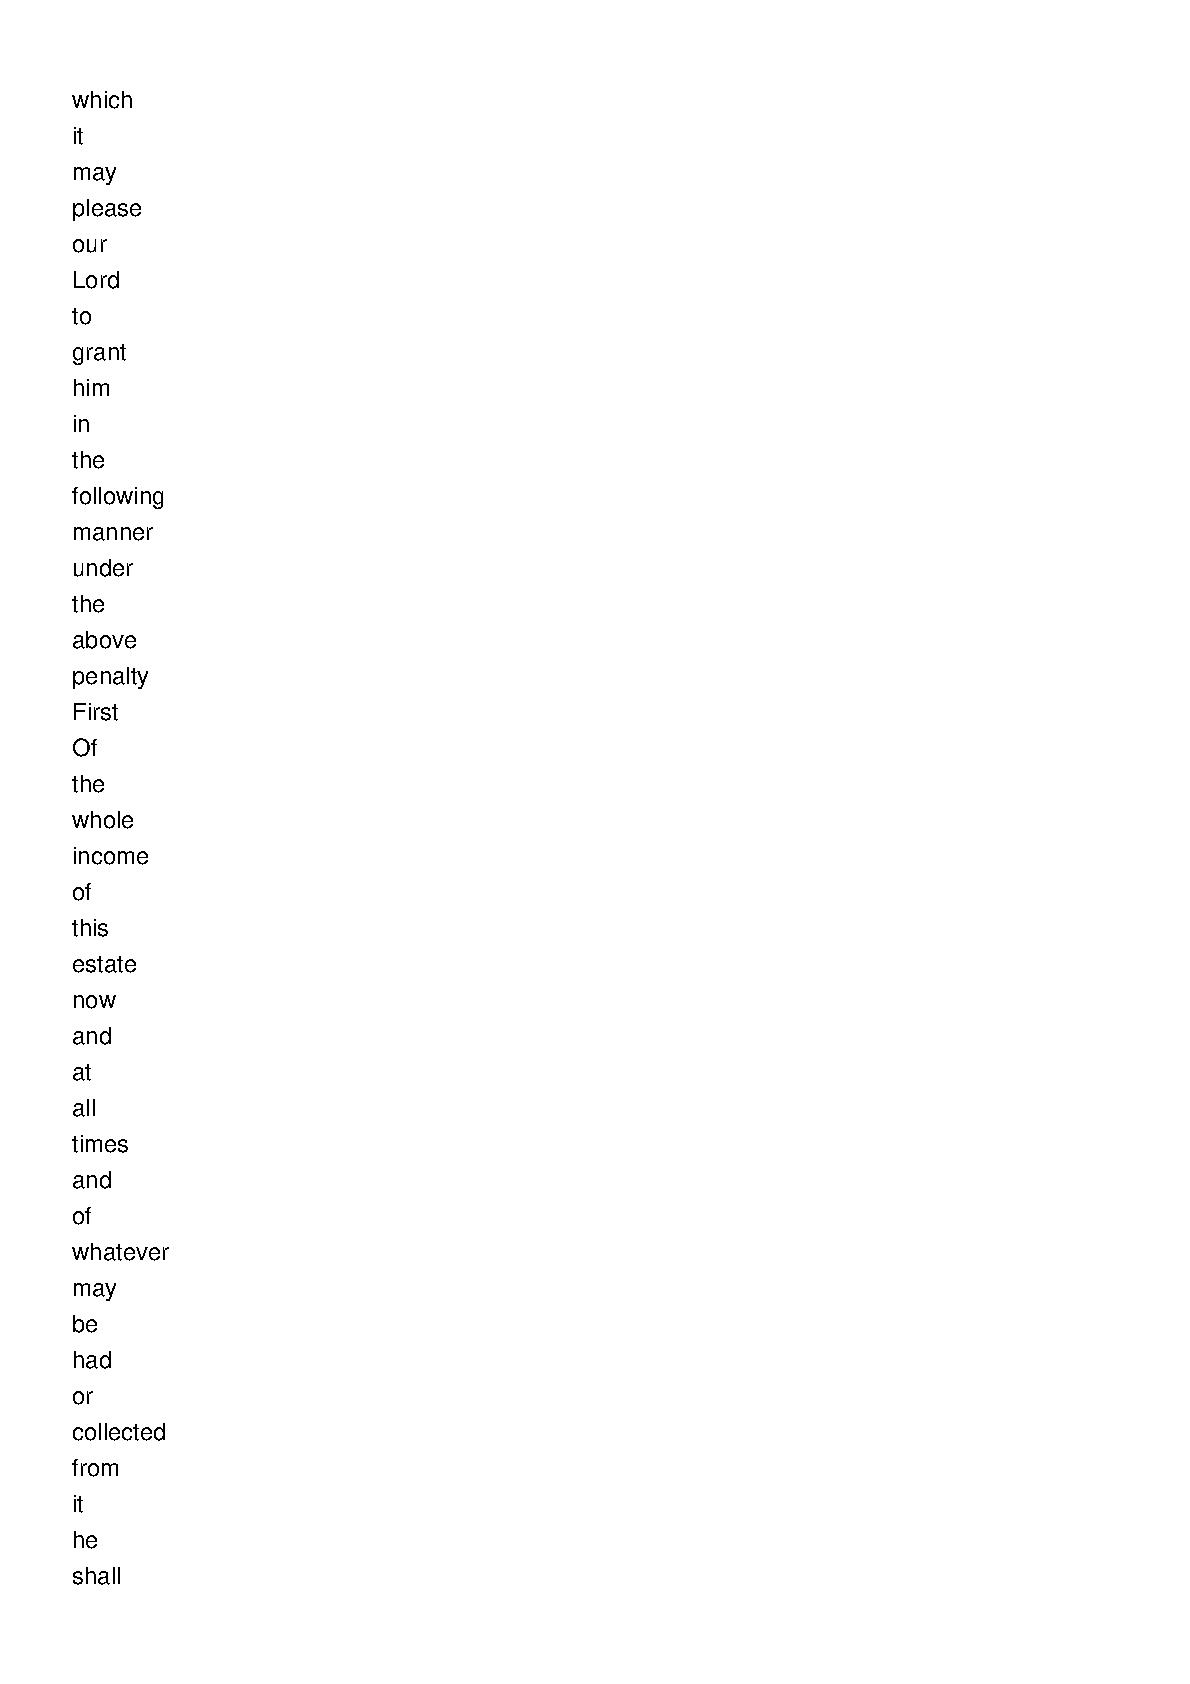 which
it
may
please
our
Lord
to
grant
him
in
the
following
manner
under
the
above
penalty
First
Of
the
whole
income
of
this
estate
now
and
at
all
times
and
of
whatever
may
be
had
or
collected
from
it
he
shall